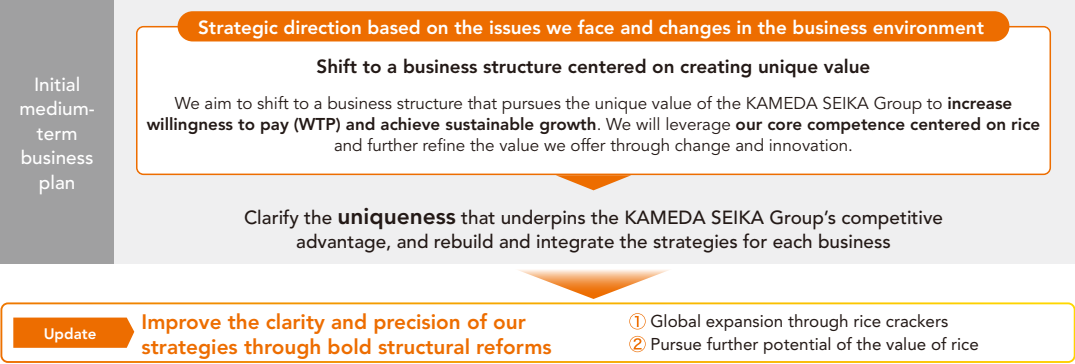 Initial
medium-
term
business
plan
Strategic direction based on the issues we face and changes in the business environment
Shift to a business structure centered on creating unique value
We aim to shift to a business structure that pursues the unique value of the KAMEDA SEIKA Group to increase
willingness to pay (WTP) and achieve sustainable growth. We will leverage our core competence centered on rice
and further refine the value we offer through change and innovation.
Clarify the uniqueness that underpins the KAMEDA SEIKA Group's competitive
advantage, and rebuild and integrate the strategies for each business
Update
Improve the clarity and precision of our
strategies through bold structural reforms
① Global expansion through rice crackers
② Pursue further potential of the value of rice